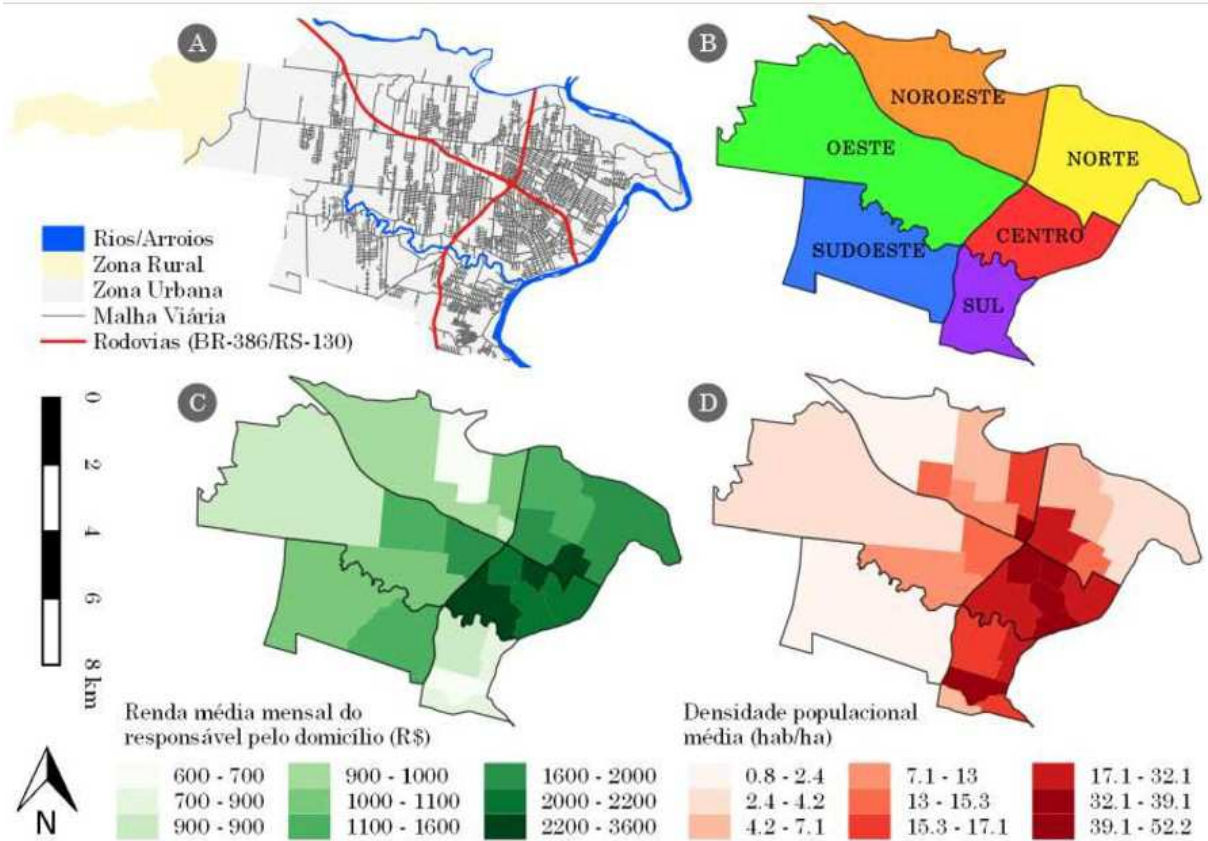 A
B
NOROESTE
NORTE
OESTE
CENTRO
SUDOESTE
SUL
Rios/Arroios
Zona Rural
Zona Urbana
Malha Viária
Rodovias (BR-386/RS-130)
C
D
0
2
4
6
8 km
N
Renda média mensal do
responsável pelo domicílio (R$)
600 - 700
700 - 900
900 - 900
900 - 1000
1000 - 1100
1100 - 1600
1600 - 2000
2000 - 2200
2200 - 3600
Densidade populacional
média (hab/ha)
0.8 - 2.4
2.4 - 4.2
4.2 - 7.1
7.1 - 13
13 - 15.3
15.3 - 17.1
17.1 - 32.1
32.1 - 39.1
39.1 - 52.2